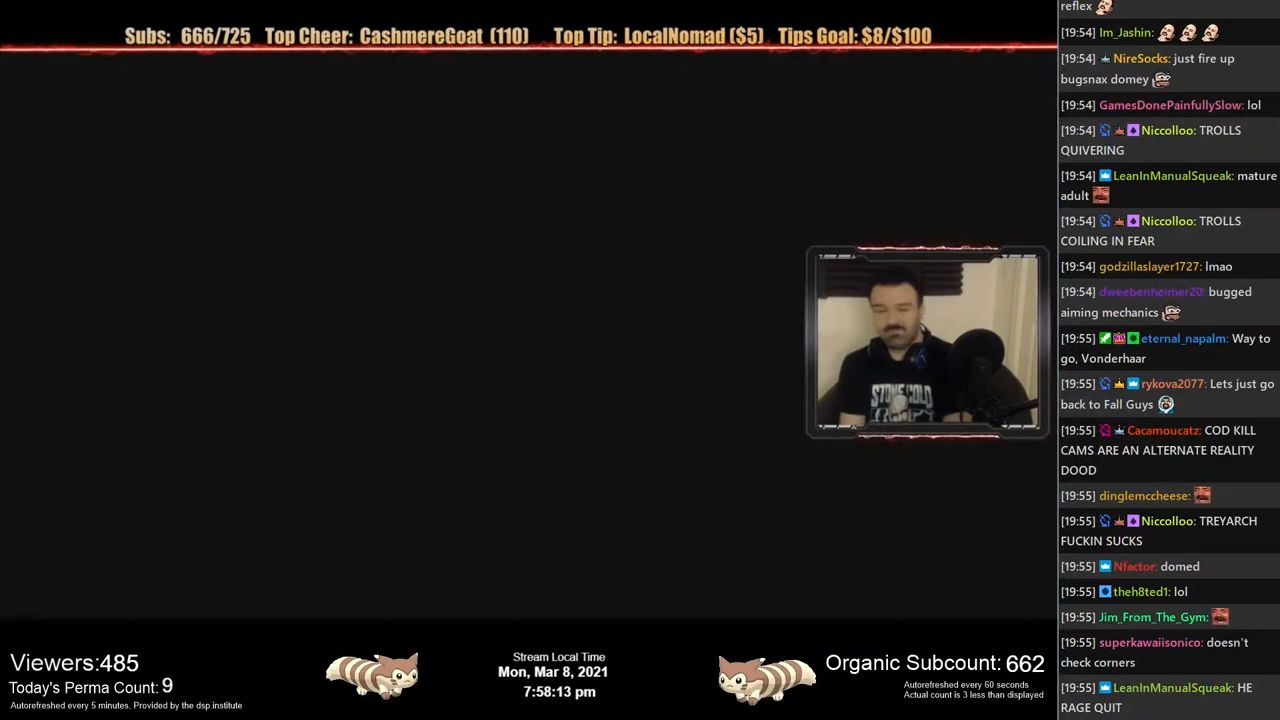 Subs: 666/725 Top Cheer: CashmereGoat (110) Top Tip: LocalNomad ($5) Tips Goal: $8/$100
STONE COLD
Viewers:485
Today's Perma Count: 9
Autorefreshed every 5 minutes, Provided by the dsp.institute
Stream Local Time
Mon, Mar 8, 2021
7:58:13 pm
Organic Subcount: 662
Autorefreshed every 60 seconds
Actual count is 3 less than displayed
reflex
[19:54] Im_Jashin:
[19:54] NireSocks: just fire up
bugsnax domey
[19:54] GamesDonePainfullySlow: lol
[19:54] Niccolloo: TROLLS
QUIVERING
[19:54] LeanInManualSqueak: mature
adult
[19:54] Niccolloo: TROLLS
COILING IN FEAR
[19:54] godzillaslayer1727: lmao
[19:54] dweebenheimer20: bugged
aiming mechanics
[19:55] eternal_napalm: Way to
go, Vonderhaar
[19:55] rykova2077: Lets just go
back to Fall Guys
[19:55] Cacamoucatz: COD KILL
CAMS ARE AN ALTERNATE REALITY
DOOD
[19:55] dinglemccheese:
[19:55] Niccolloo: TREYARCH
FUCKIN SUCKS
[19:55] Nfactor: domed
[19:55] theh8ted1: lol
[19:55] Jim_From_The_Gym:
[19:55] superkawaiisonico: doesn't
check corners
[19:55] LeanInManualSqueak: HE
RAGE QUIT